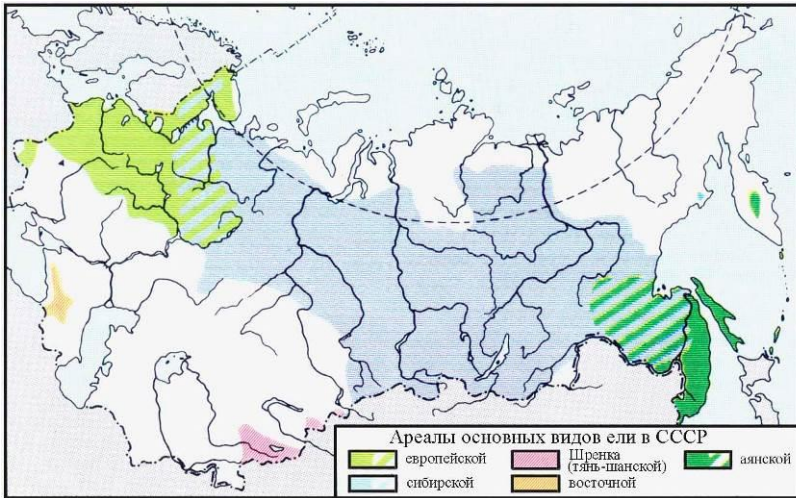 Ареалы основных видов ели в СССР
европейской
Шренка
(тянь-шанской)
аянской
сибирской
восточной